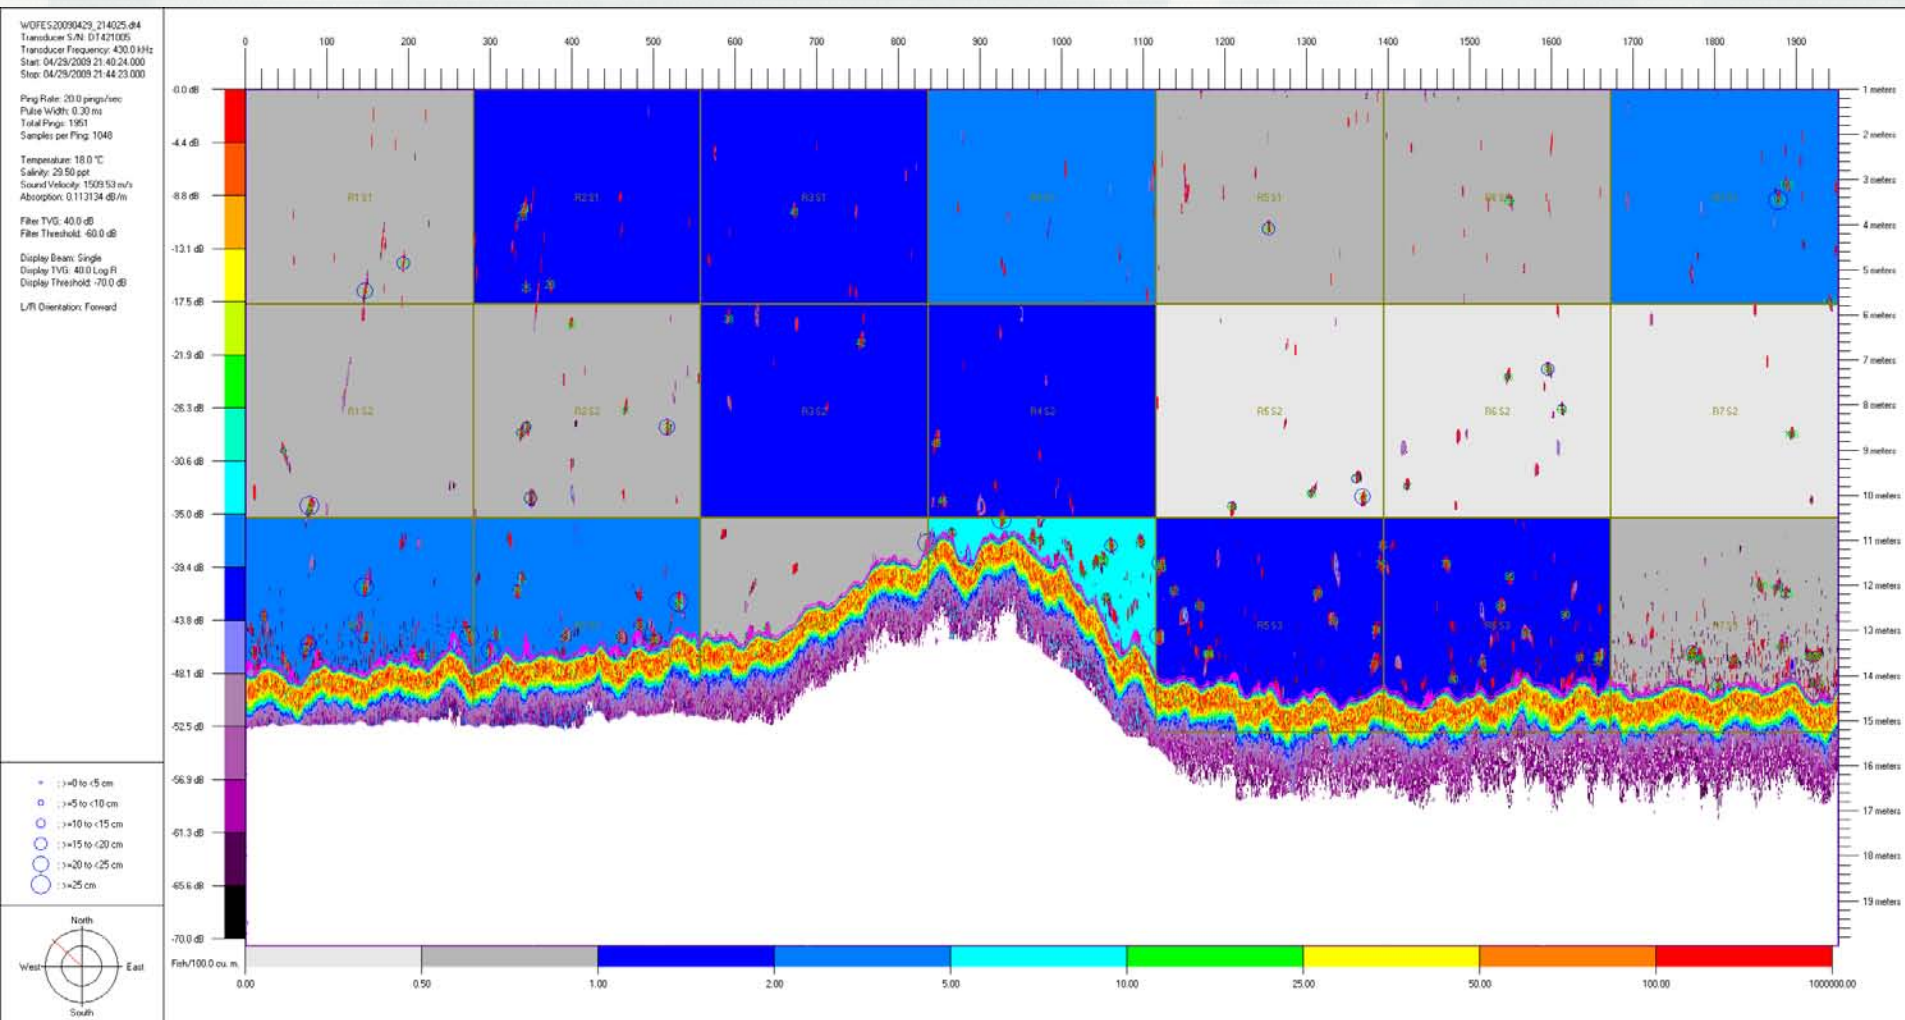 WDFES20090429_214025.dt4
Transducer S/N: DT421005
Transducer Frequency: 430.0 kHz
Start: 04/29/2009 21:40:24.000
Stop: 04/29/2009 21:44:23.000
Ping Rate: 20.0 pings/sec
Pulse Width: 0.30 ms
Total Pings: 1951
Samples per Ping: 1048
Temperature: 18.0 °C
Salinity: 29.50 ppt
Sound Velocity: 1509.53 m/s
Absorption: 0.113134 dB/m
Filter TVG: 40.0 dB
Filter Threshold: -60.0 dB
Display Beam: Single
Display TVG: 40.0 Log R
Display Threshold: -70.0 dB
L/R Orientation: Forward
0 100 200 300 400 500 600 700 800 900 1000 1100 1200 1300 1400 1500 1600 1700 1800 1900
-0.0 dB
-4.4 dB
-8.8 dB
-13.1 dB
-17.5 dB
-21.9 dB
-26.3 dB
-30.6 dB
-35.0 dB
-39.4 dB
-43.8 dB
-48.1 dB
-52.5 dB
-56.9 dB
-61.3 dB
-65.6 dB
-70.0 dB
R1 S1 R2 S1 R3 S1 R5 S1 R6 S1
R1 S2 R2 S2 R3 S2 R4 S2 R5 S2 R6 S2 R7 S2
R5 S3 R6 S3 R7 S3
1 meters
2 meters
3 meters
4 meters
5 meters
6 meters
7 meters
8 meters
9 meters
10 meters
11 meters
12 meters
13 meters
14 meters
15 meters
16 meters
17 meters
18 meters
19 meters
: >=0 to <5 cm
: >=5 to <10 cm
: >=10 to <15 cm
: >=15 to <20 cm
: >=20 to <25 cm
: >=25 cm
North
West East
South
Fish/100.0 cu. m.
0.00 0.50 1.00 2.00 5.00 10.00 25.00 50.00 100.00 1000000.00